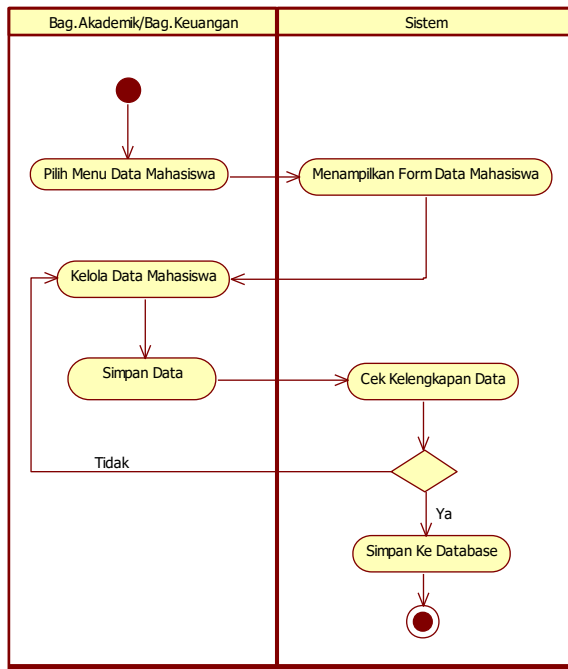 Bag.Akademik/Bag.Keuangan
Sistem
Pilih Menu Data Mahasiswa
Menampilkan Form Data Mahasiswa
Kelola Data Mahasiswa
Simpan Data
Cek Kelengkapan Data
Tidak
Ya
Simpan Ke Database